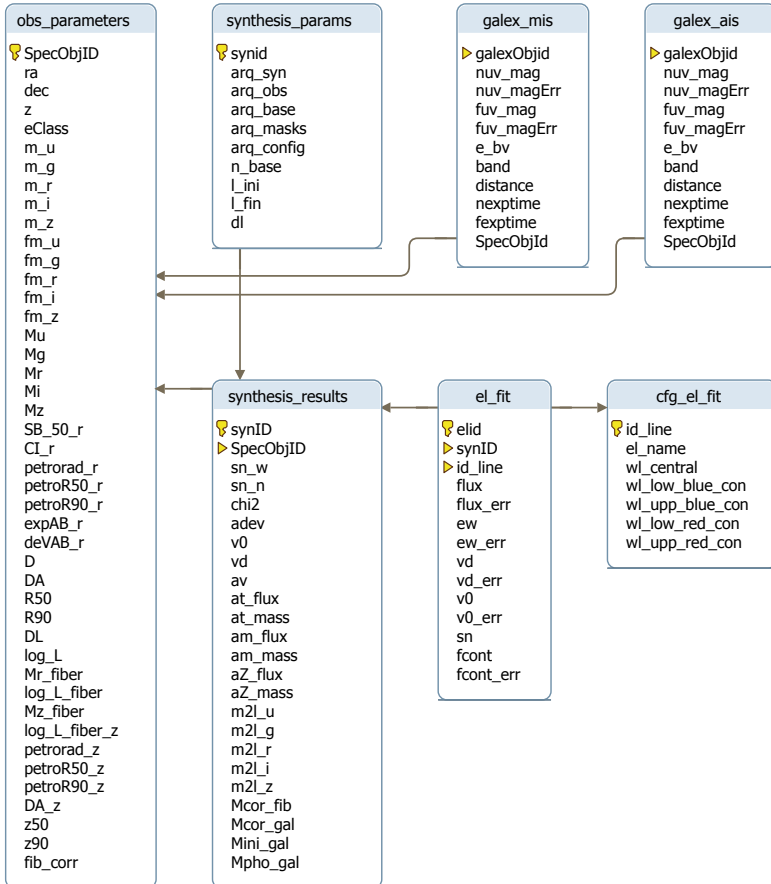 obs_parameters
SpecObjID
ra
dec
z
eClass
m_u
m_g
m_r
m_i
m_z
fm_u
fm_g
fm_r
fm_i
fm_z
Mu
Mg
Mr
Mi
Mz
SB_50_r
CI_r
petrorad_r
petroR50_r
petroR90_r
expAB_r
deVAB_r
D
DA
R50
R90
DL
log_L
Mr_fiber
log_L_fiber
Mz_fiber
log_L_fiber_z
petrorad_z
petroR50_z
petroR90_z
DA_z
z50
z90
fib_corr
synthesis_params
synid
arq_syn
arq_obs
arq_base
arq_masks
arq_config
n_base
l_ini
l_fin
dl
galex_mis
galexObjid
nuv_mag
nuv_magErr
fuv_mag
fuv_magErr
e_bv
band
distance
nexptime
fexptime
SpecObjId
galex_ais
galexObjid
nuv_mag
nuv_magErr
fuv_mag
fuv_magErr
e_bv
band
distance
nexptime
fexptime
SpecObjId
synthesis_results
synID
SpecObjID
sn_w
sn_n
chi2
adev
v0
vd
av
at_flux
at_mass
am_flux
am_mass
aZ_flux
aZ_mass
m2l_u
m2l_g
m2l_r
m2l_i
m2l_z
Mcor_fib
Mcor_gal
Mini_gal
Mpho_gal
el_fit
elid
synID
id_line
flux
flux_err
ew
ew_err
vd
vd_err
v0
v0_err
sn
fcont
fcont_err
cfg_el_fit
id_line
el_name
wl_central
wl_low_blue_con
wl_upp_blue_con
wl_low_red_con
wl_upp_red_con